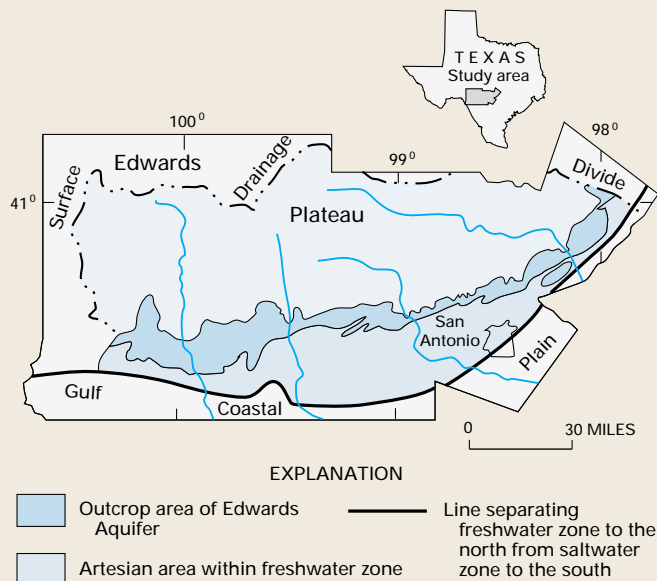 TEXAS
Study area
100°
99°
98°
41°
Edwards
Drainage
Divide
Surface
Plateau
San
Antonio
Plain
Gulf
Coastal
0 30 MILES
EXPLANATION
Outcrop area of Edwards
Aquifer
Artesian area within freshwater zone
Line separating
freshwater zone to the
north from saltwater
zone to the south